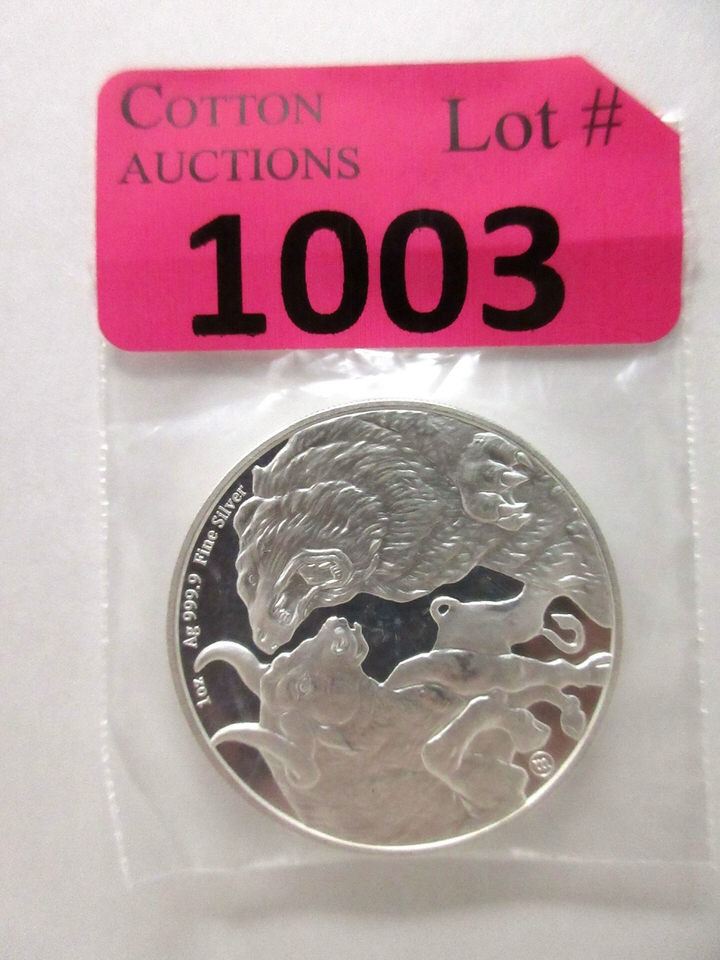 COTTON
AUCTIONS
Lot #
1003
1oz Ag 999.9 Fine Silver